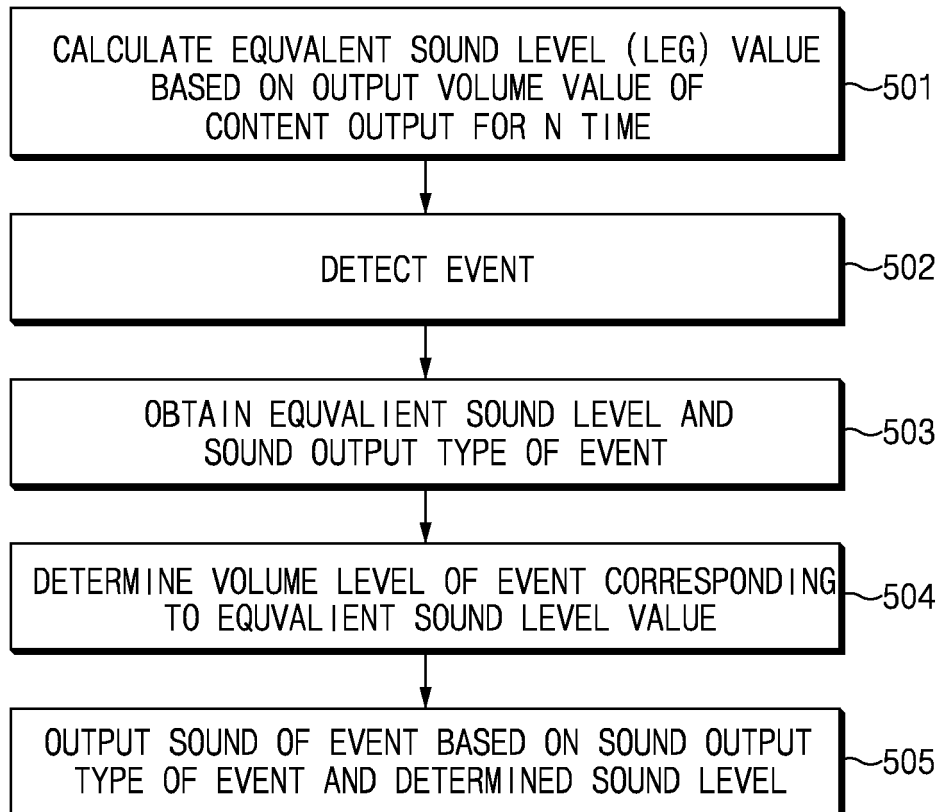 CALCULATE EQUVALENT SOUND LEVEL (LEG) VALUE
BASED ON OUTPUT VOLUME VALUE OF
CONTENT OUTPUT FOR N TIME
501
DETECT EVENT
502
OBTAIN EQUVALIENT SOUND LEVEL AND
SOUND OUTPUT TYPE OF EVENT
503
DETERMINE VOLUME LEVEL OF EVENT CORRESPONDING
TO EQUVALIENT SOUND LEVEL VALUE
504
OUTPUT SOUND OF EVENT BASED ON SOUND OUTPUT
TYPE OF EVENT AND DETERMINED SOUND LEVEL
505